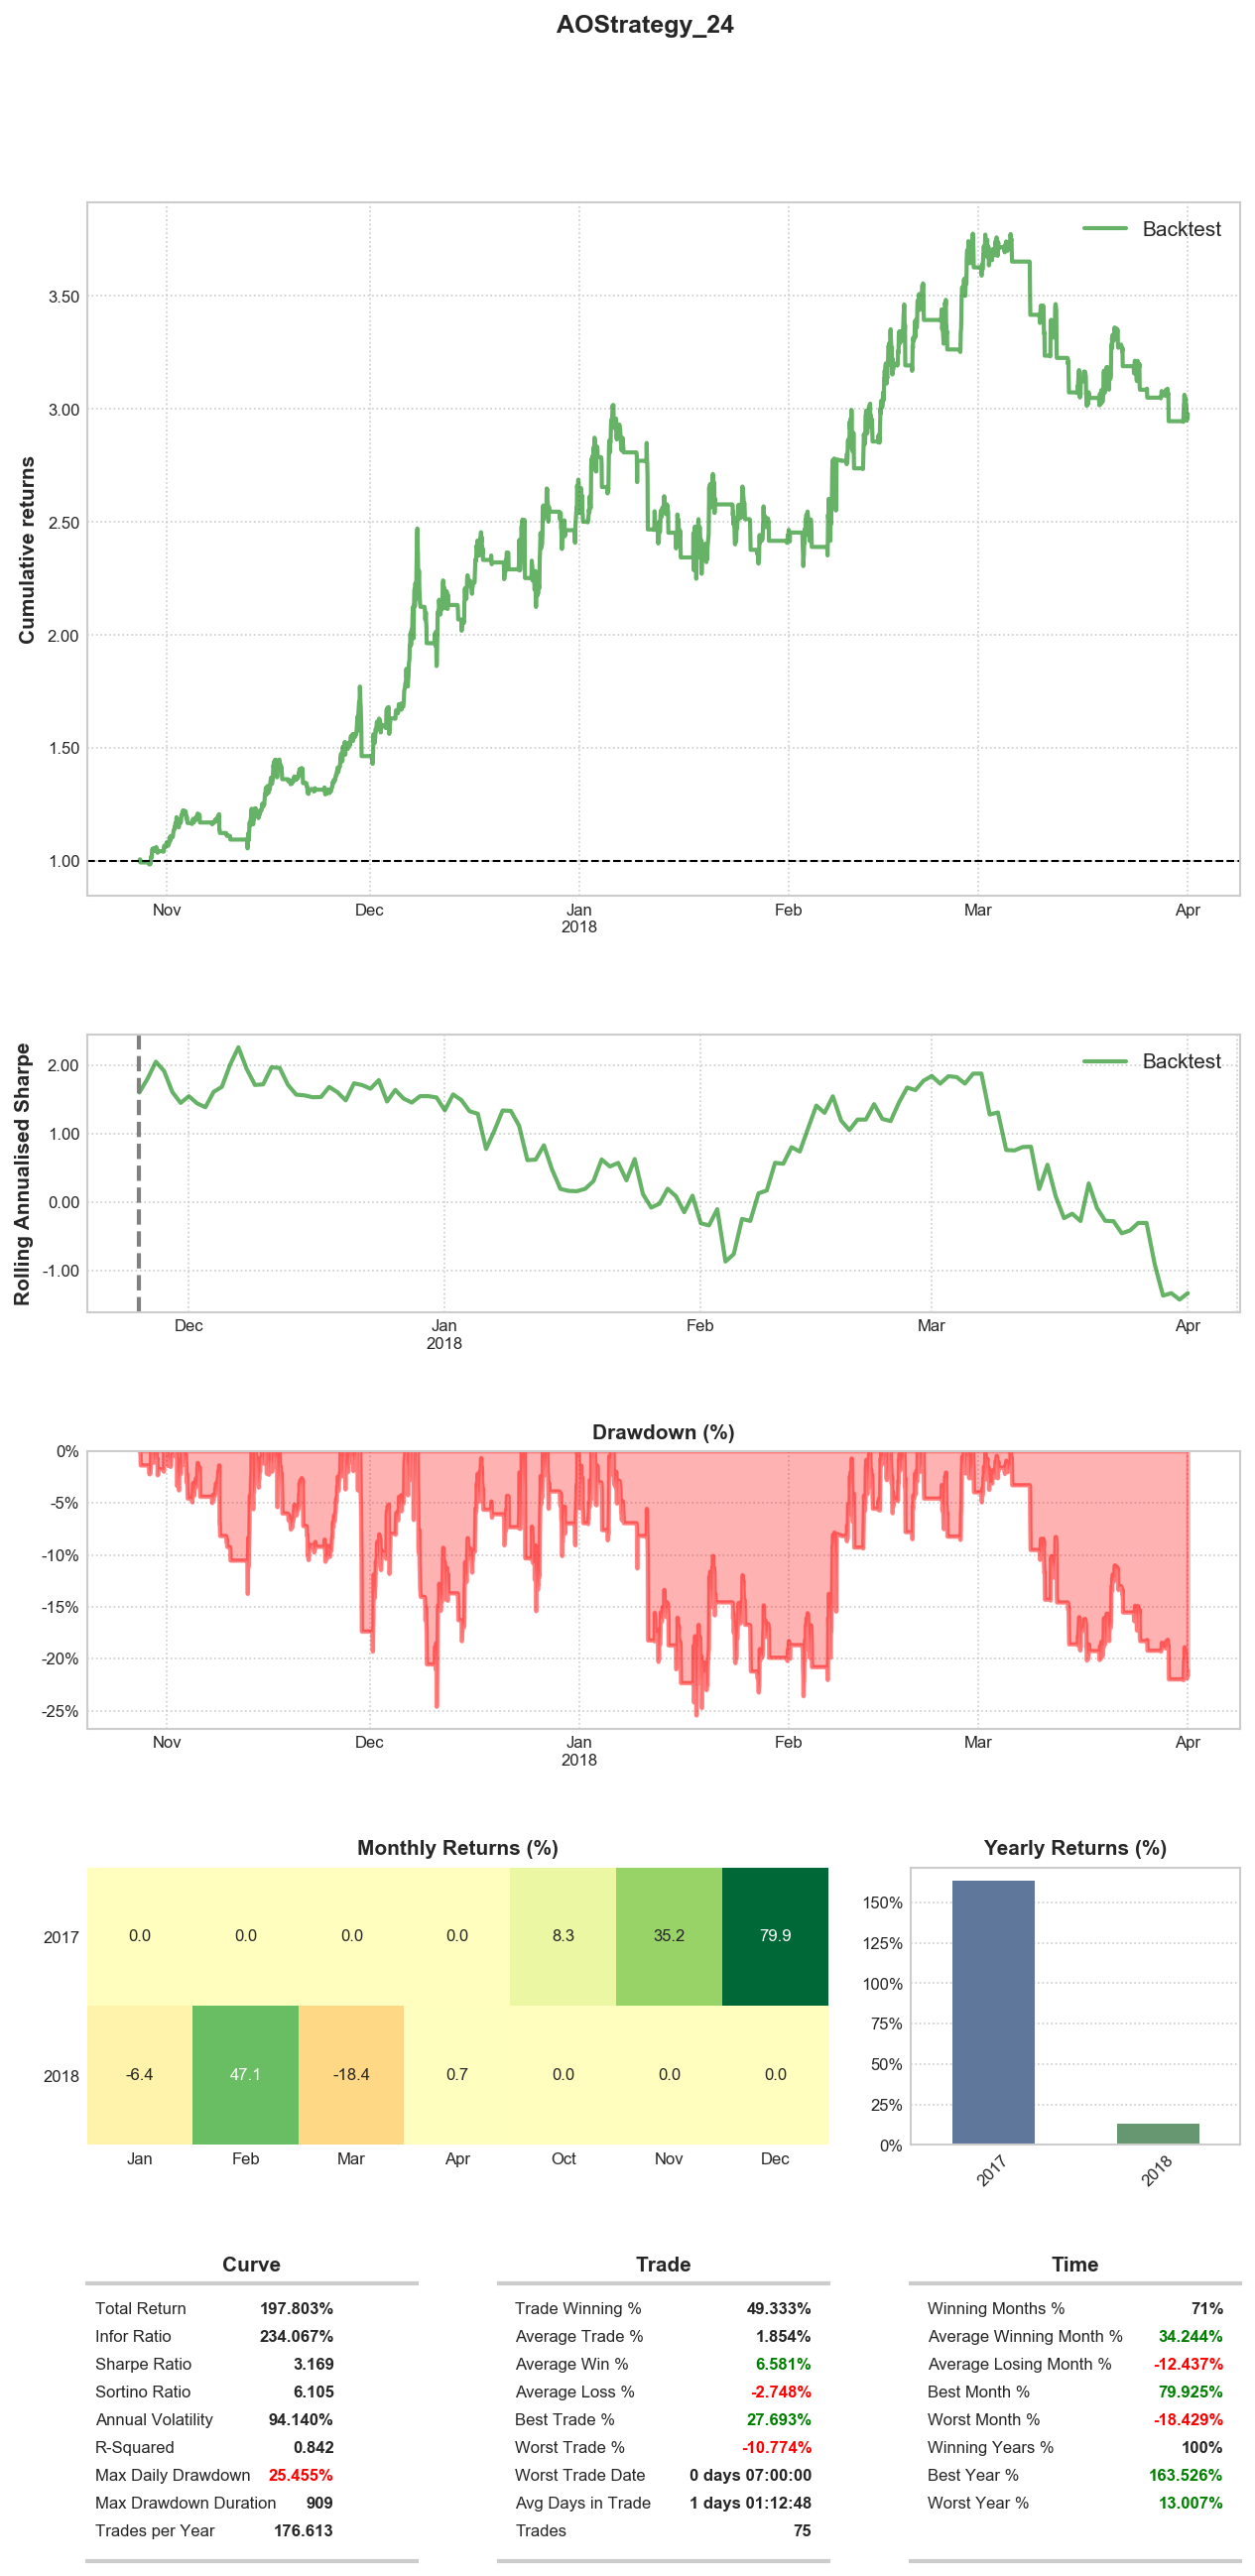 AOStrategy_24
Backtest
Cumulative returns
3.50
3.00
2.50
2.00
1.50
1.00
Nov Dec Jan Feb Mar Apr
2018
Backtest
Rolling Annualised Sharpe
2.00
1.00
0.00
-1.00
Dec Jan Feb Mar Apr
2018
Drawdown (%)
0%
-5%
-10%
-15%
-20%
-25%
Nov Dec Jan Feb Mar Apr
2018
Monthly Returns (%)
2017 0.0 0.0 0.0 0.0 8.3 35.2 79.9
2018 -6.4 47.1 -18.4 0.7 0.0 0.0 0.0
Jan Feb Mar Apr Oct Nov Dec
Yearly Returns (%)
150%
125%
100%
75%
50%
25%
0%
2017 2018
Curve
Total Return 197.803%
Infor Ratio 234.067%
Sharpe Ratio 3.169
Sortino Ratio 6.105
Annual Volatility 94.140%
R-Squared 0.842
Max Daily Drawdown 25.455%
Max Drawdown Duration 909
Trades per Year 176.613
Trade
Trade Winning % 49.333%
Average Trade % 1.854%
Average Win % 6.581%
Average Loss % -2.748%
Best Trade % 27.693%
Worst Trade % -10.774%
Worst Trade Date 0 days 07:00:00
Avg Days in Trade 1 days 01:12:48
Trades 75
Time
Winning Months % 71%
Average Winning Month % 34.244%
Average Losing Month % -12.437%
Best Month % 79.925%
Worst Month % -18.429%
Winning Years % 100%
Best Year % 163.526%
Worst Year % 13.007%